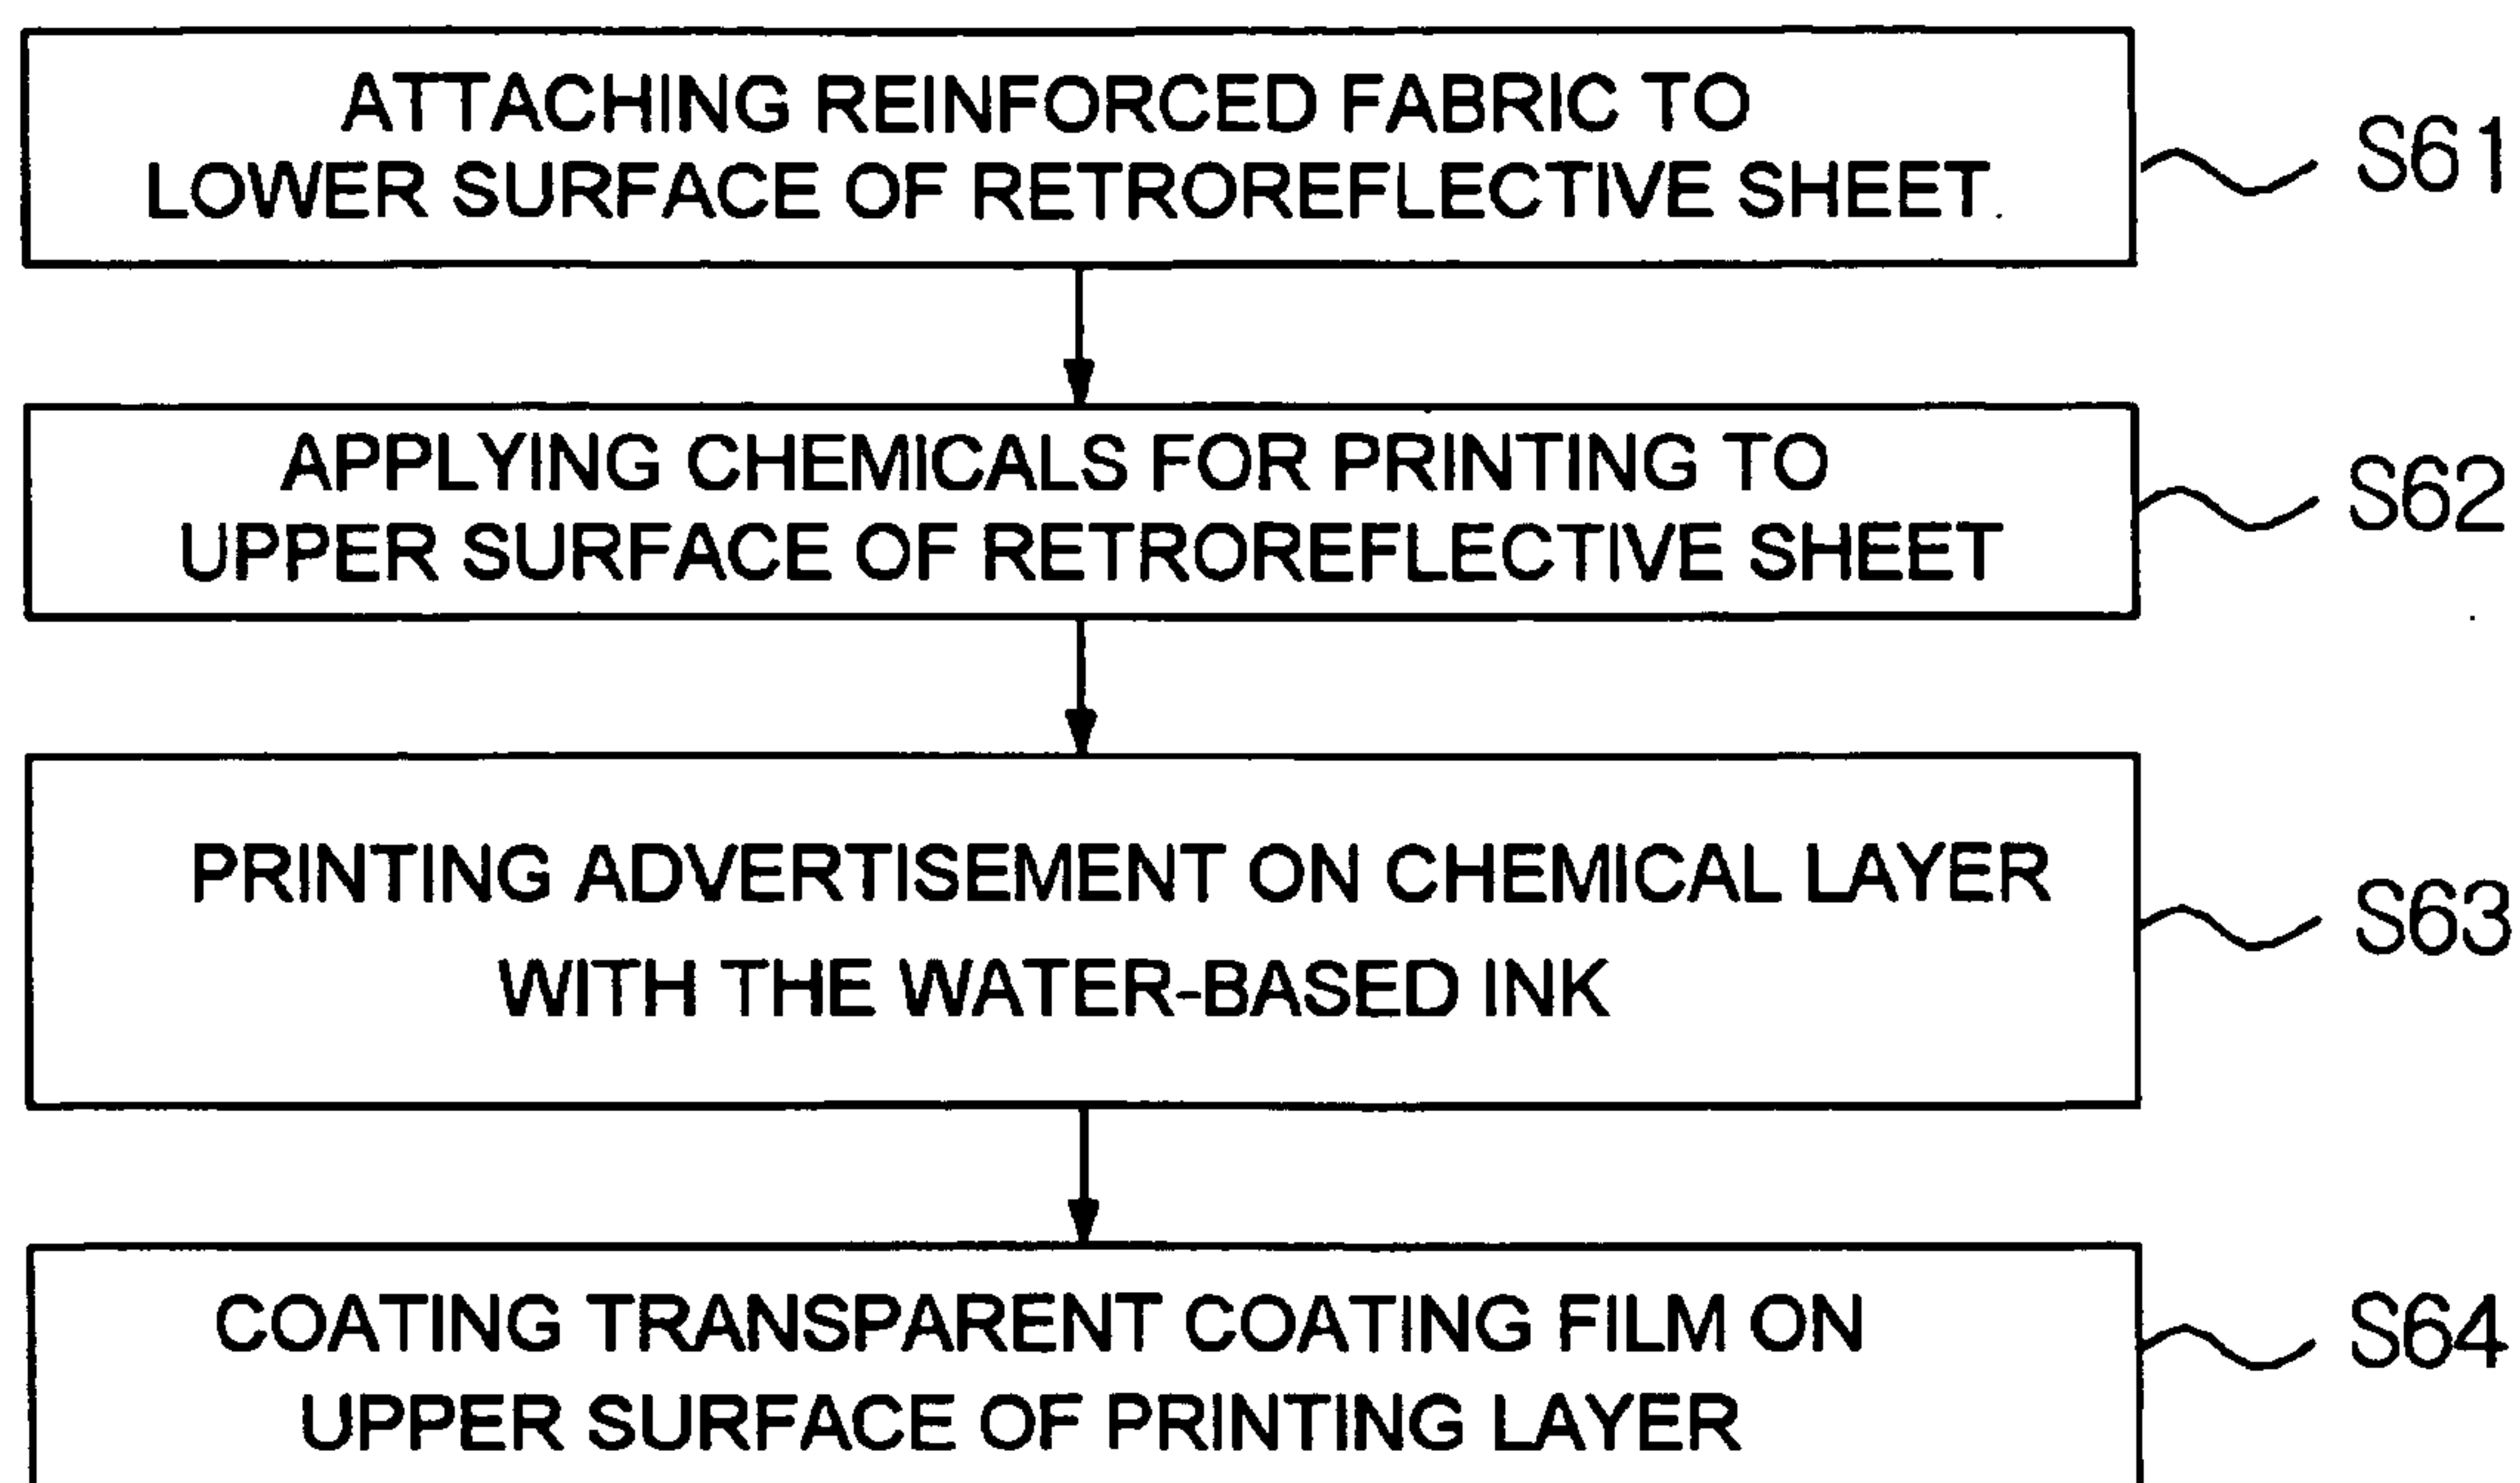 ATTACHING REINFORCED FABRIC TO
LOWER SURFACE OF RETROREFLECTIVE SHEET.
S61
APPLYING CHEMICALS FOR PRINTING TO
UPPER SURFACE OF RETROREFLECTIVE SHEET
S62
PRINTING ADVERTISEMENT ON CHEMICAL LAYER
WITH THE WATER-BASED INK
S63
COATING TRANSPARENT COATING FILM ON
UPPER SURFACE OF PRINTING LAYER
S64